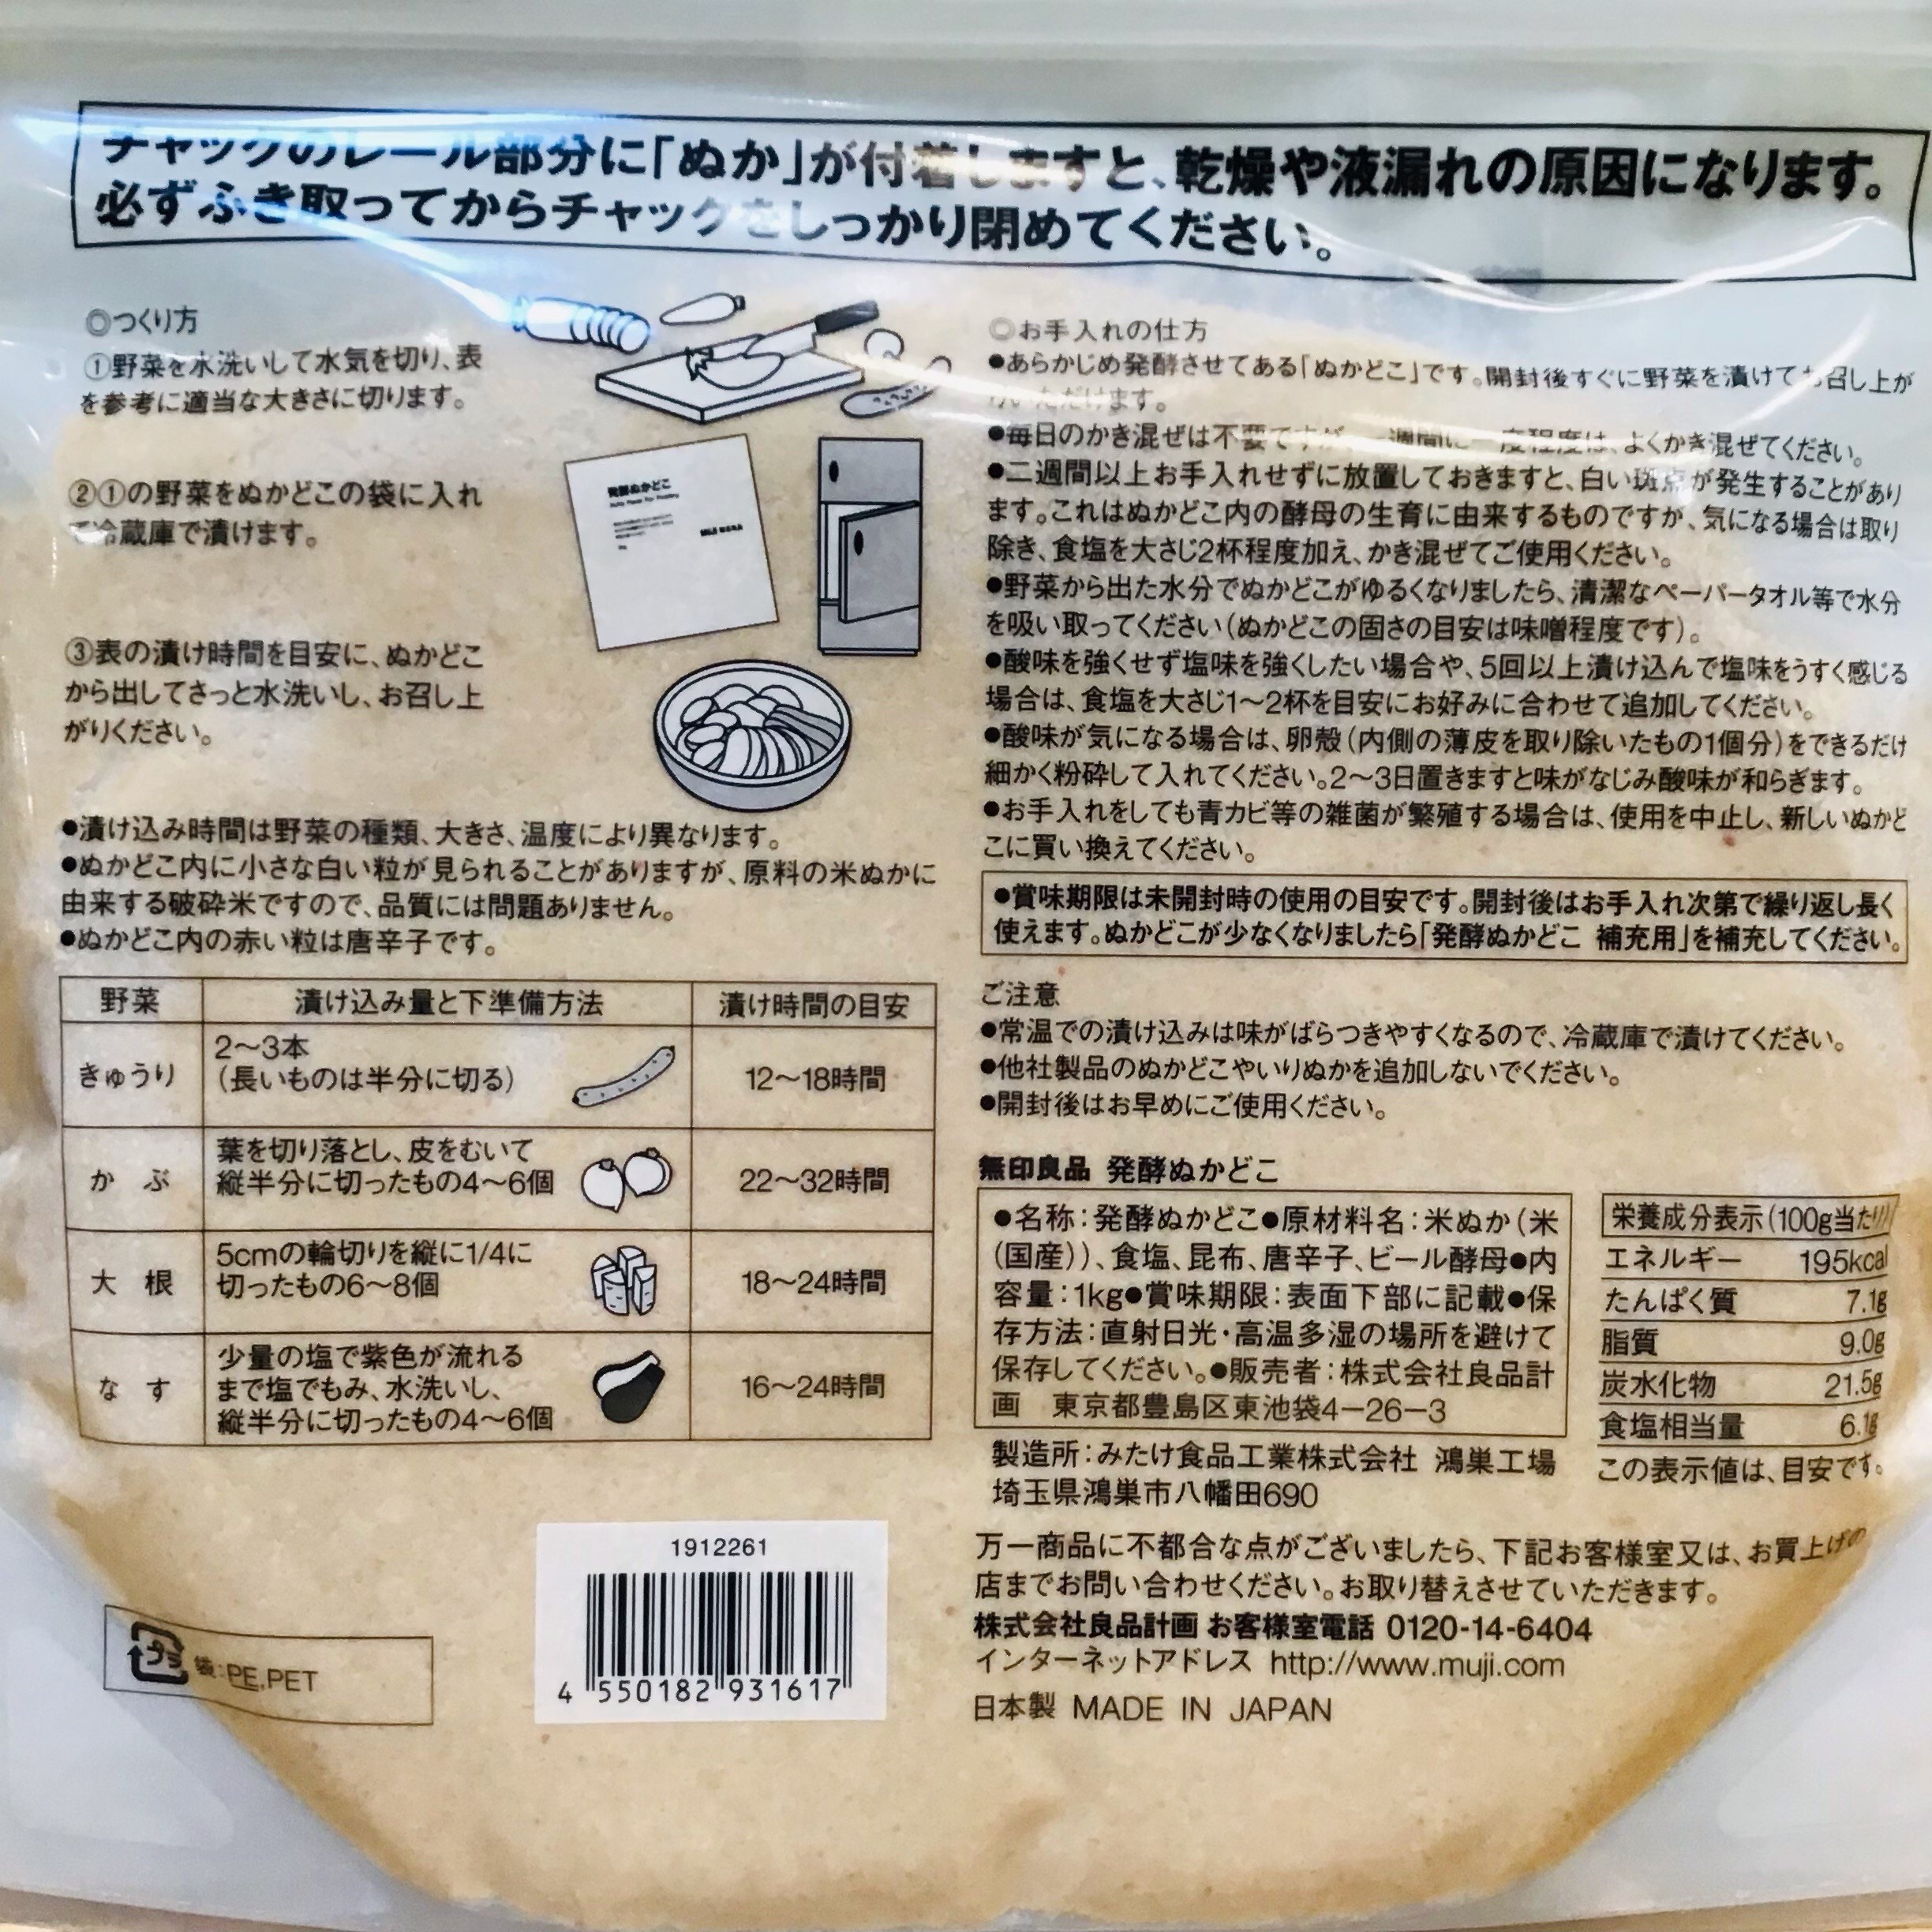 チャックのレール部分に「ぬか」が付着しますと、乾燥や液漏れの原因になります。
必ずふき取ってからチャックをしっかり閉めてください。
◎つくり方
①野菜を水洗いして水気を切り、表
を参考に適当な大きさに切ります。
②①の野菜をぬかどこの袋に入れ
て冷蔵庫で漬けます。
発酵ぬかどこ
③表の漬け時間を目安に、ぬかどこ
から出してさっと水洗いし、お召し上
がりください。
●漬け込み時間は野菜の種類、大きさ、温度により異なります。
●ぬかどこ内に小さな白い粒が見られることがありますが、原料の米ぬかに
由来する破砕米ですので、品質には問題ありません。
●ぬかどこ内の赤い粒は唐辛子です。
野菜 漬け込み量と下準備方法 漬け時間の目安
きゅうり 2〜3本
(長いものは半分に切る) 12〜18時間
かぶ 葉を切り落とし、皮をむいて
縦半分に切ったもの4〜6個 22〜32時間
大根 5cmの輪切りを縦に1/4に
切ったもの6〜8個 18〜24時間
なす 少量の塩で紫色が流れる
まで塩でもみ、水洗いし、
縦半分に切ったもの4〜6個 16〜24時間
プラ 袋:PE,PET
1912261
4 550182 931617
◎お手入れの仕方
●あらかじめ発酵させてある「ぬかどこ」です。開封後すぐに野菜を漬けてお召し上が
りいただけます。
●毎日のかき混ぜは不要ですが、一週間に一度程度は、よくかき混ぜてください。
●二週間以上お手入れせずに放置しておきますと、白い斑点が発生することがあり
ます。これはぬかどこ内の酵母の生育に由来するものですが、気になる場合は取り
除き、食塩を大さじ2杯程度加え、かき混ぜてご使用ください。
●野菜から出た水分でぬかどこがゆるくなりましたら、清潔なペーパータオル等で水分
を吸い取ってください(ぬかどこの固さの目安は味噌程度です)。
●酸味を強くせず塩味を強くしたい場合や、5回以上漬け込んで塩味をうすく感じる
場合は、食塩を大さじ1〜2杯を目安にお好みに合わせて追加してください。
●酸味が気になる場合は、卵殻(内側の薄皮を取り除いたもの1個分)をできるだけ
細かく粉砕して入れてください。2〜3日置きますと味がなじみ酸味が和らぎます。
●お手入れをしても青カビ等の雑菌が繁殖する場合は、使用を中止し、新しいぬかど
こに買い換えてください。
●賞味期限は未開封時の使用の目安です。開封後はお手入れ次第で繰り返し長く
使えます。ぬかどこが少なくなりましたら「発酵ぬかどこ 補充用」を補充してください。
ご注意
●常温での漬け込みは味がばらつきやすくなるので、冷蔵庫で漬けてください。
●他社製品のぬかどこやいりぬかを追加しないでください。
●開封後はお早めにご使用ください。
無印良品 発酵ぬかどこ
●名称:発酵ぬかどこ●原材料名:米ぬか(米
(国産))、食塩、昆布、唐辛子、ビール酵母●内
容量:1kg●賞味期限:表面下部に記載●保
存方法:直射日光・高温多湿の場所を避けて
保存してください。●販売者:株式会社良品計
画 東京都豊島区東池袋4－26－3
製造所:みたけ食品工業株式会社 鴻巣工場
埼玉県鴻巣市八幡田690
栄養成分表示(100g当たり)
エネルギー 195kcal
たんぱく質 7.1g
脂質 9.0g
炭水化物 21.5g
食塩相当量 6.1g
この表示値は、目安です。
万一商品に不都合な点がございましたら、下記お客様室又は、お買上げの
店までお問い合わせください。お取り替えさせていただきます。
株式会社良品計画 お客様室電話 0120-14-6404
インターネットアドレス http://www.muji.com
日本製 MADE IN JAPAN